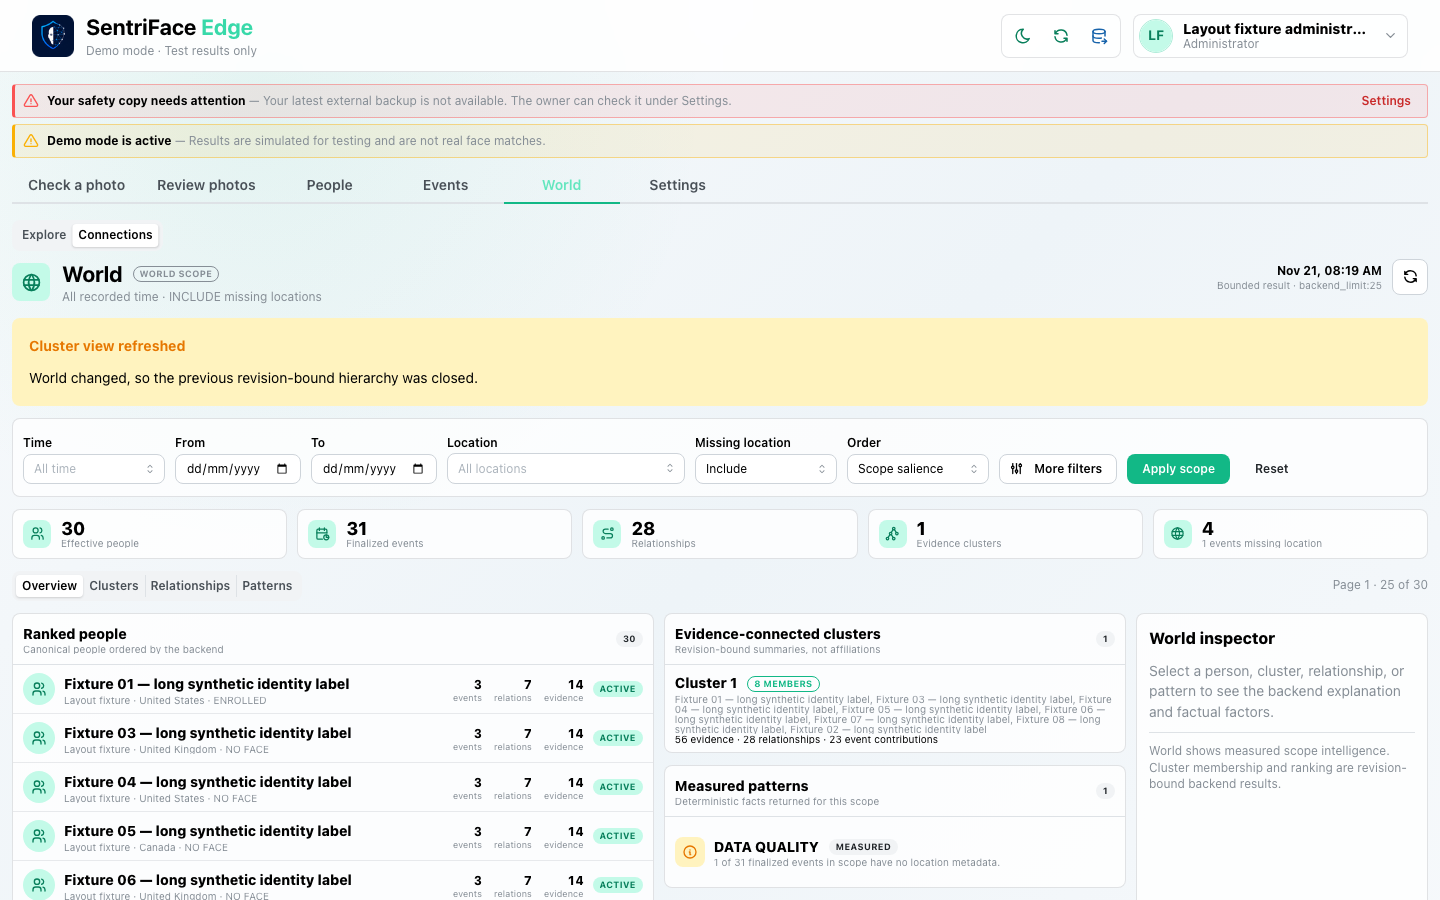 SentriFace Edge
Demo mode · Test results only
LF
Layout fixture administr...
Administrator
Your safety copy needs attention — Your latest external backup is not available. The owner can check it under Settings.
Settings
Demo mode is active — Results are simulated for testing and are not real face matches.
Check a photo
Review photos
People
Events
World
Settings
Explore
Connections
World
WORLD SCOPE
All recorded time · INCLUDE missing locations
Nov 21, 08:19 AM
Bounded result · backend_limit:25
Cluster view refreshed
World changed, so the previous revision-bound hierarchy was closed.
Time
From
To
Location
Missing location
Order
All time
dd/mm/yyyy
dd/mm/yyyy
All locations
Include
Scope salience
More filters
Apply scope
Reset
30
Effective people
31
Finalized events
28
Relationships
1
Evidence clusters
4
1 events missing location
Overview
Clusters
Relationships
Patterns
Page 1 · 25 of 30
Ranked people
Canonical people ordered by the backend
30
Fixture 01 — long synthetic identity label
Layout fixture · United States · ENROLLED
3 events
7 relations
14 evidence
ACTIVE
Fixture 03 — long synthetic identity label
Layout fixture · United Kingdom · NO FACE
3 events
7 relations
14 evidence
ACTIVE
Fixture 04 — long synthetic identity label
Layout fixture · United States · NO FACE
3 events
7 relations
14 evidence
ACTIVE
Fixture 05 — long synthetic identity label
Layout fixture · Canada · NO FACE
3 events
7 relations
14 evidence
ACTIVE
Fixture 06 — long synthetic identity label
Layout fixture · United Kingdom · NO FACE
3 events
7 relations
14 evidence
ACTIVE
Evidence-connected clusters
Revision-bound summaries, not affiliations
1
Cluster 1
8 MEMBERS
Fixture 01 — long synthetic identity label, Fixture 03 — long synthetic identity label, Fixture
04 — long synthetic identity label, Fixture 05 — long synthetic identity label, Fixture 06 —
long synthetic identity label, Fixture 07 — long synthetic identity label, Fixture 08 — long
synthetic identity label, Fixture 02 — long synthetic identity label
56 evidence · 28 relationships · 23 event contributions
Measured patterns
Deterministic facts returned for this scope
1
DATA QUALITY
MEASURED
1 of 31 finalized events in scope have no location metadata.
World inspector
Select a person, cluster, relationship, or
pattern to see the backend explanation
and factual factors.
World shows measured scope intelligence.
Cluster membership and ranking are revision-
bound backend results.